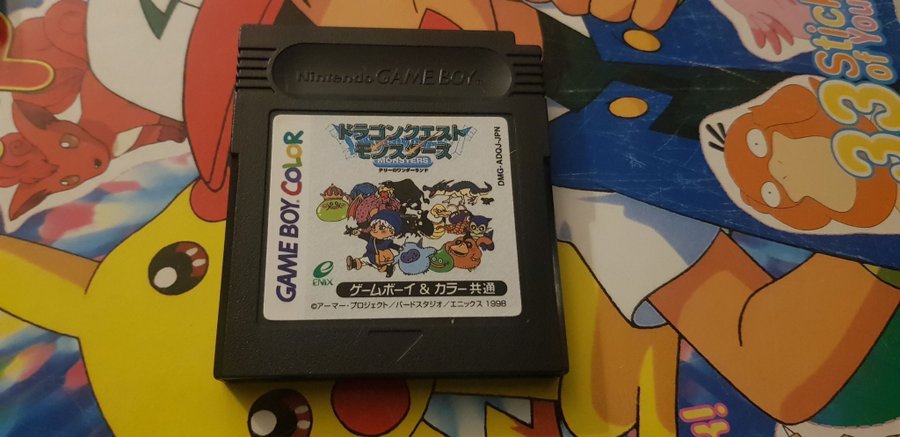 Nintendo GAME BOY™
GAME BOY COLOR
ドラゴンクエスト
モンスターズ
MONSTERS
テリーのワンダーランド
DMG-ADQJ-JPN
ENIX
ゲームボーイ & カラー 共通
©アーマー・プロジェクト/バードスタジオ/エニックス 1998
33
Stick
of You
!